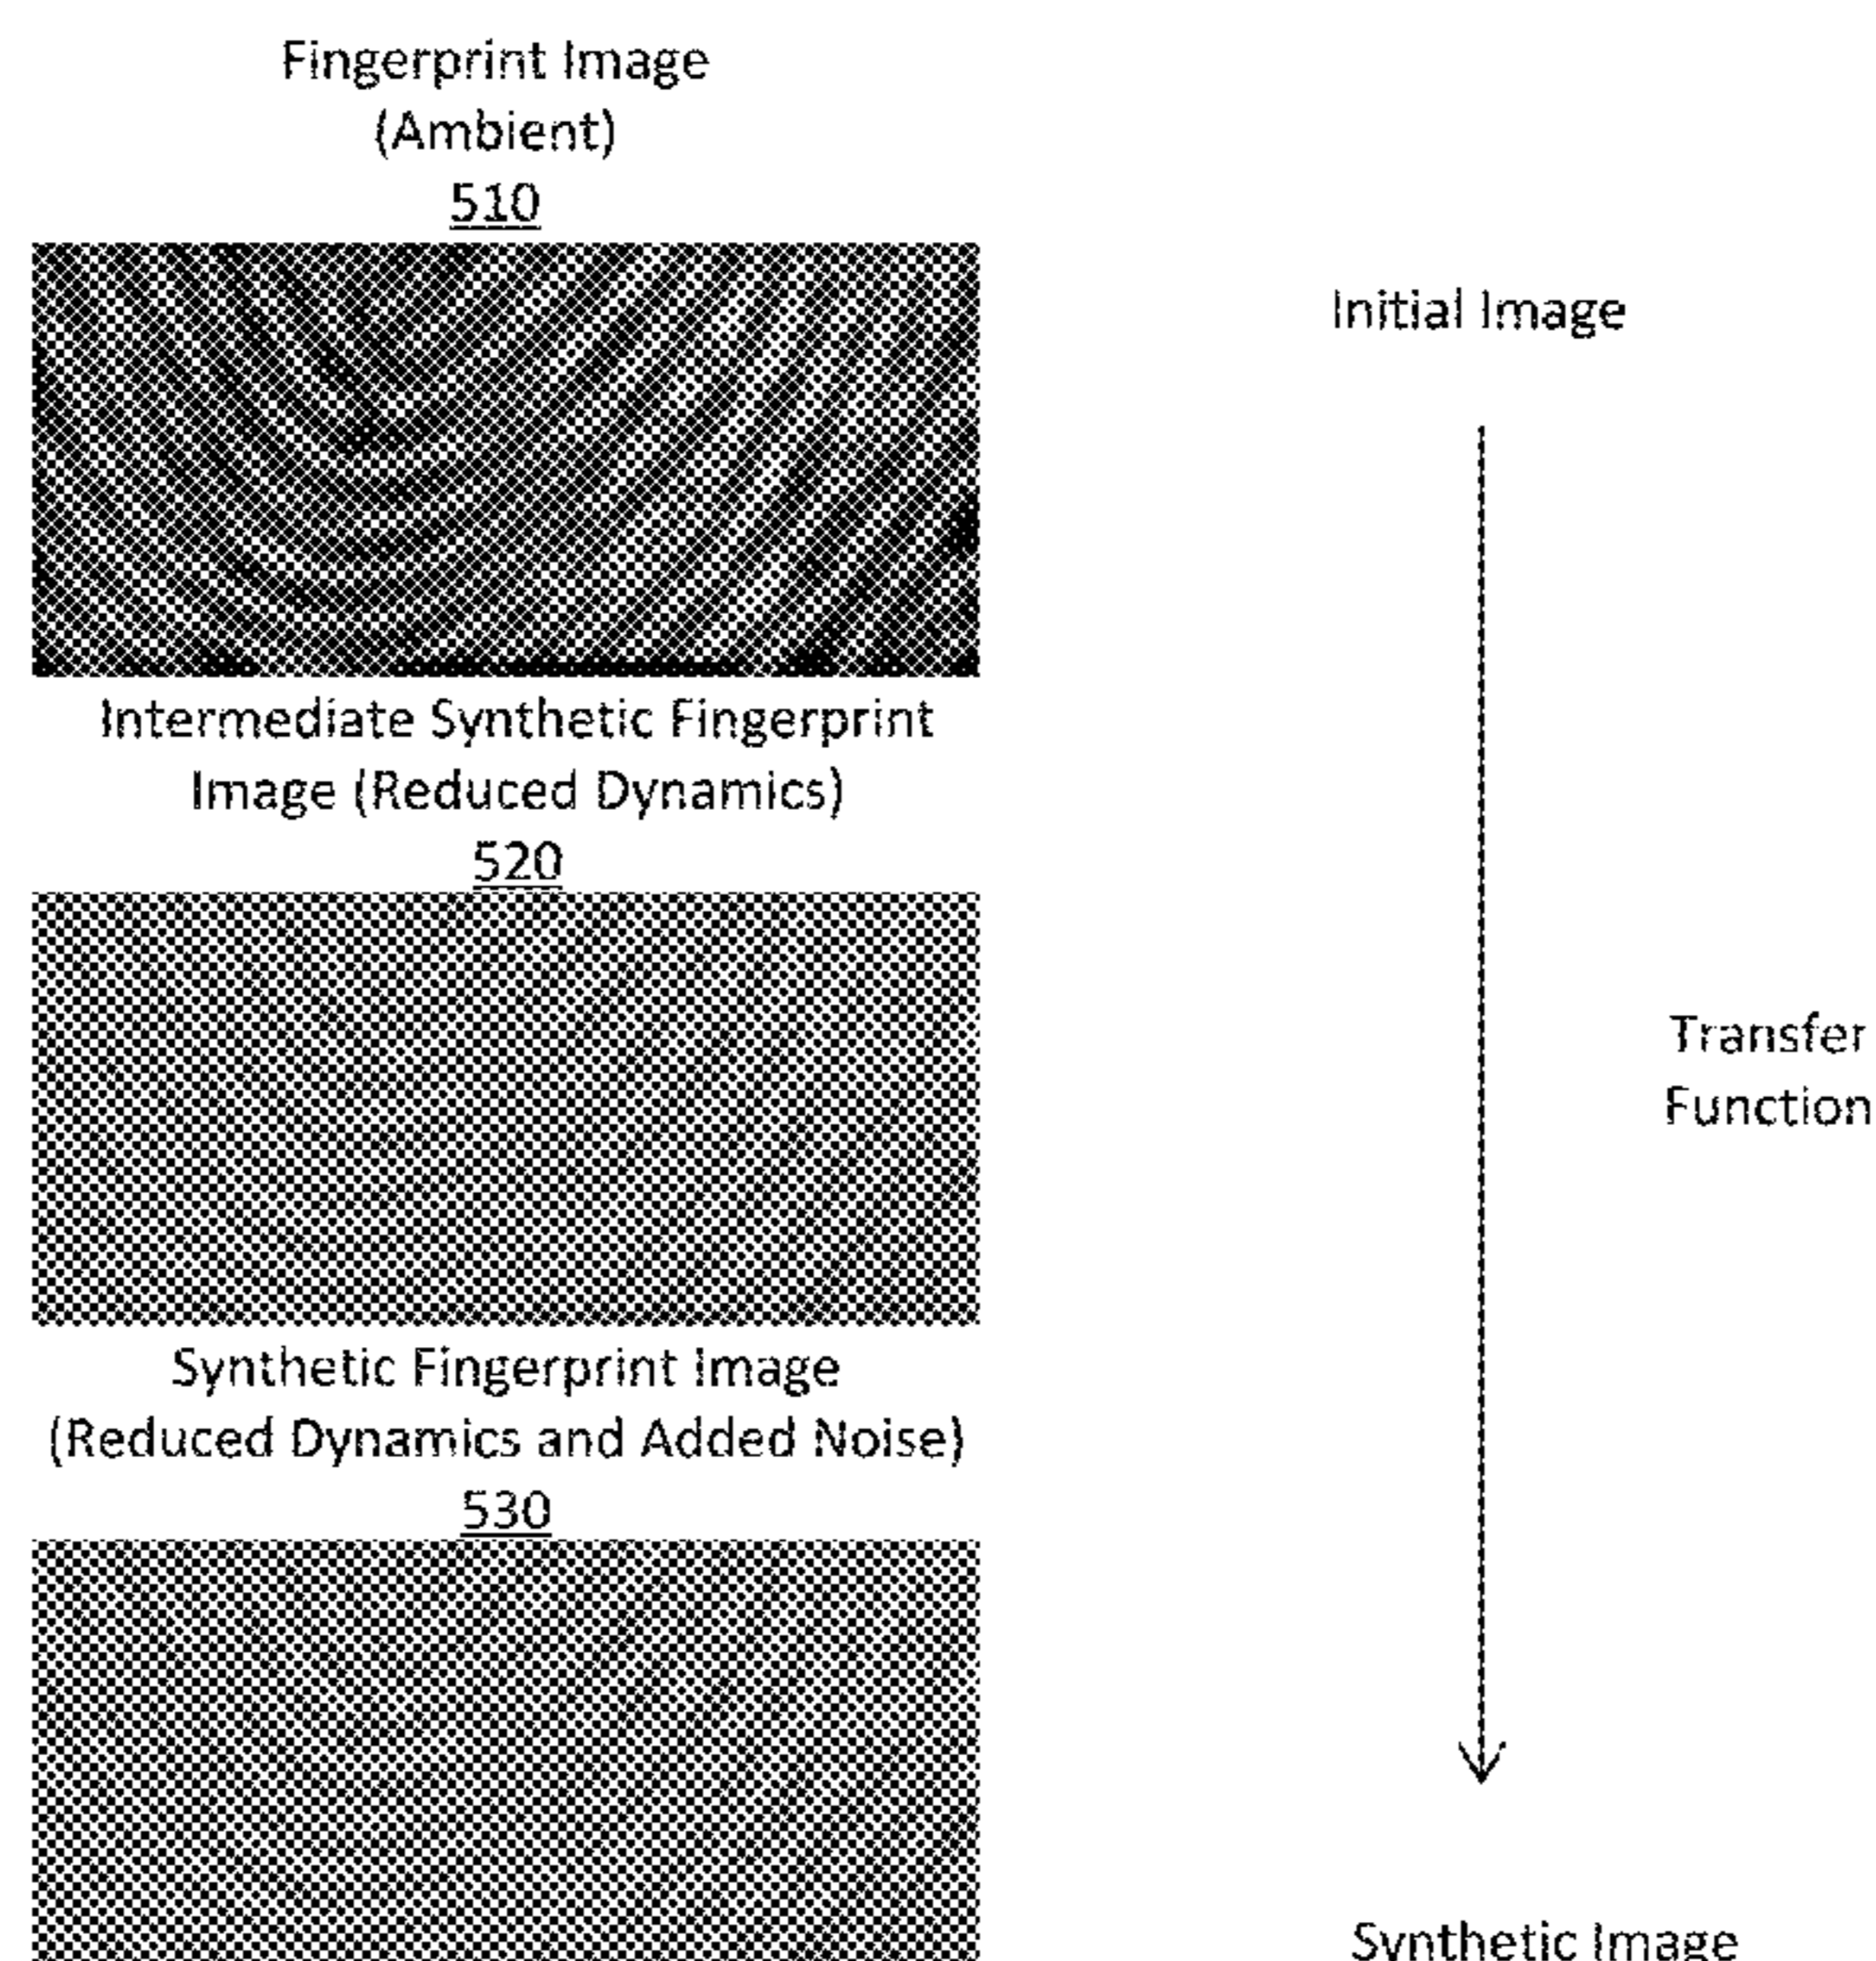 Fingerprint Image
(Ambient)
510
Initial Image
Intermediate Synthetic Fingerprint
Image (Reduced Dynamics)
520
Transfer
Function
Synthetic Fingerprint Image
(Reduced Dynamics and Added Noise)
530
Synthetic Image